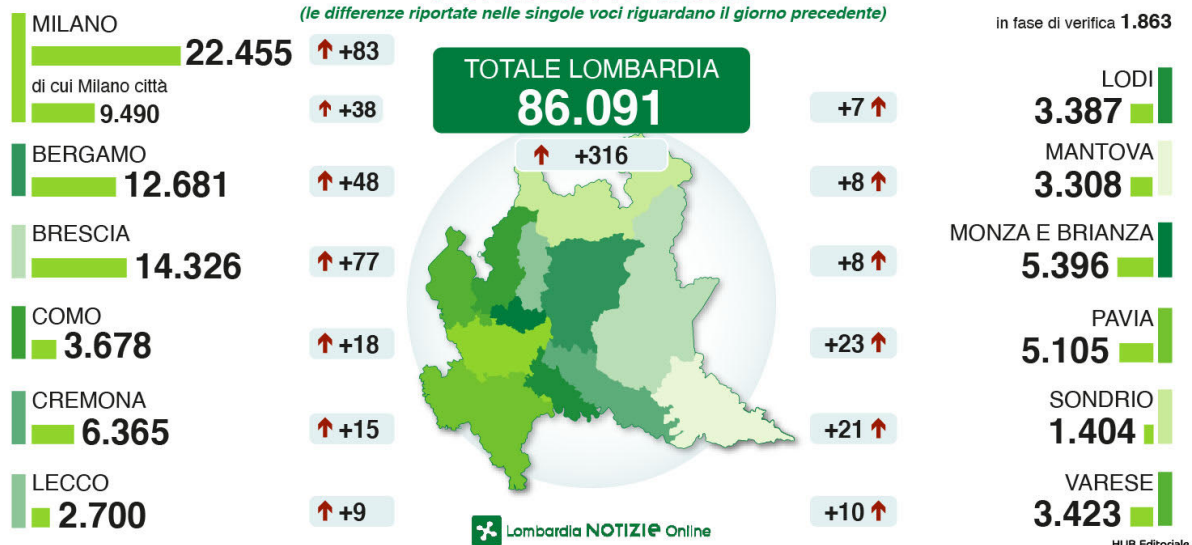 (le differenze riportate nelle singole voci riguardano il giorno precedente)
in fase di verifica 1.863
TOTALE LOMBARDIA
86.091
+316
MILANO
22.455
+83
di cui Milano città
9.490
+38
BERGAMO
12.681
+48
BRESCIA
14.326
+77
COMO
3.678
+18
CREMONA
6.365
+15
LECCO
2.700
+9
LODI
+7
3.387
MANTOVA
+8
3.308
MONZA E BRIANZA
+8
5.396
PAVIA
+23
5.105
SONDRIO
+21
1.404
VARESE
+10
3.423
Lombardia NOTIZIE Online
HUB Editoriale